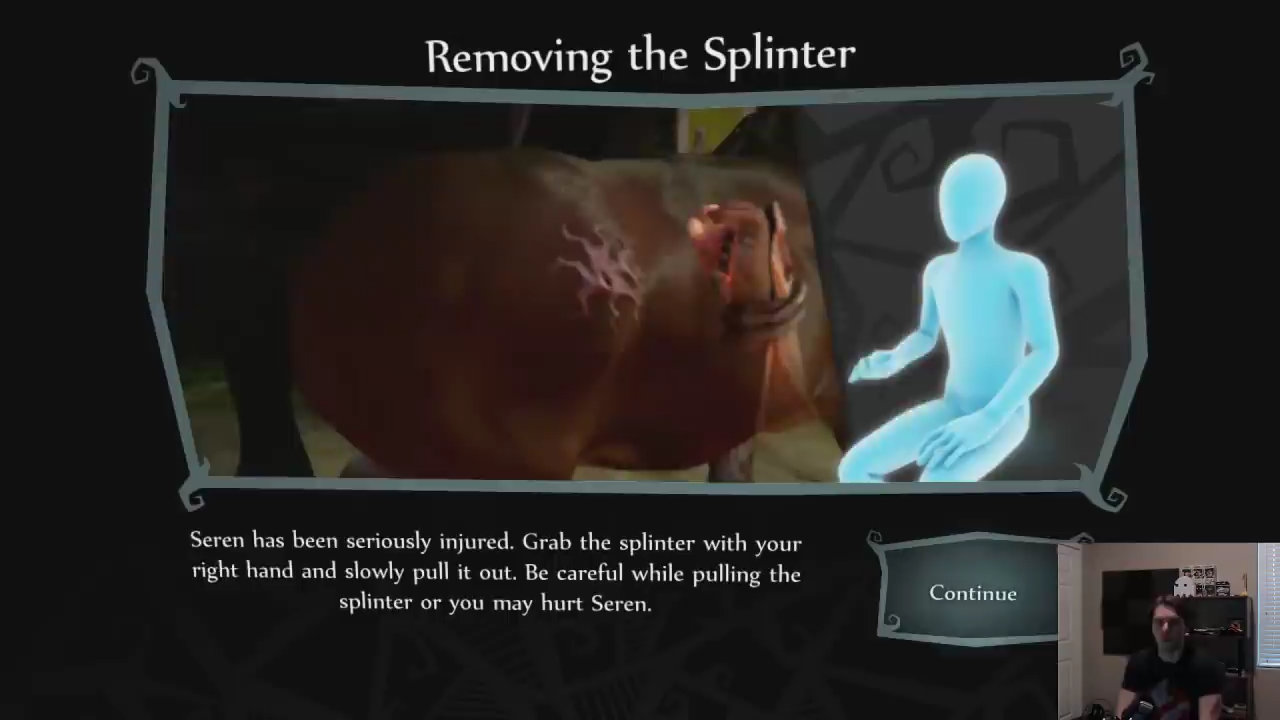 Removing the Splinter
Seren has been seriously injured. Grab the splinter with your
right hand and slowly pull it out. Be careful while pulling the
splinter or you may hurt Seren.
Continue